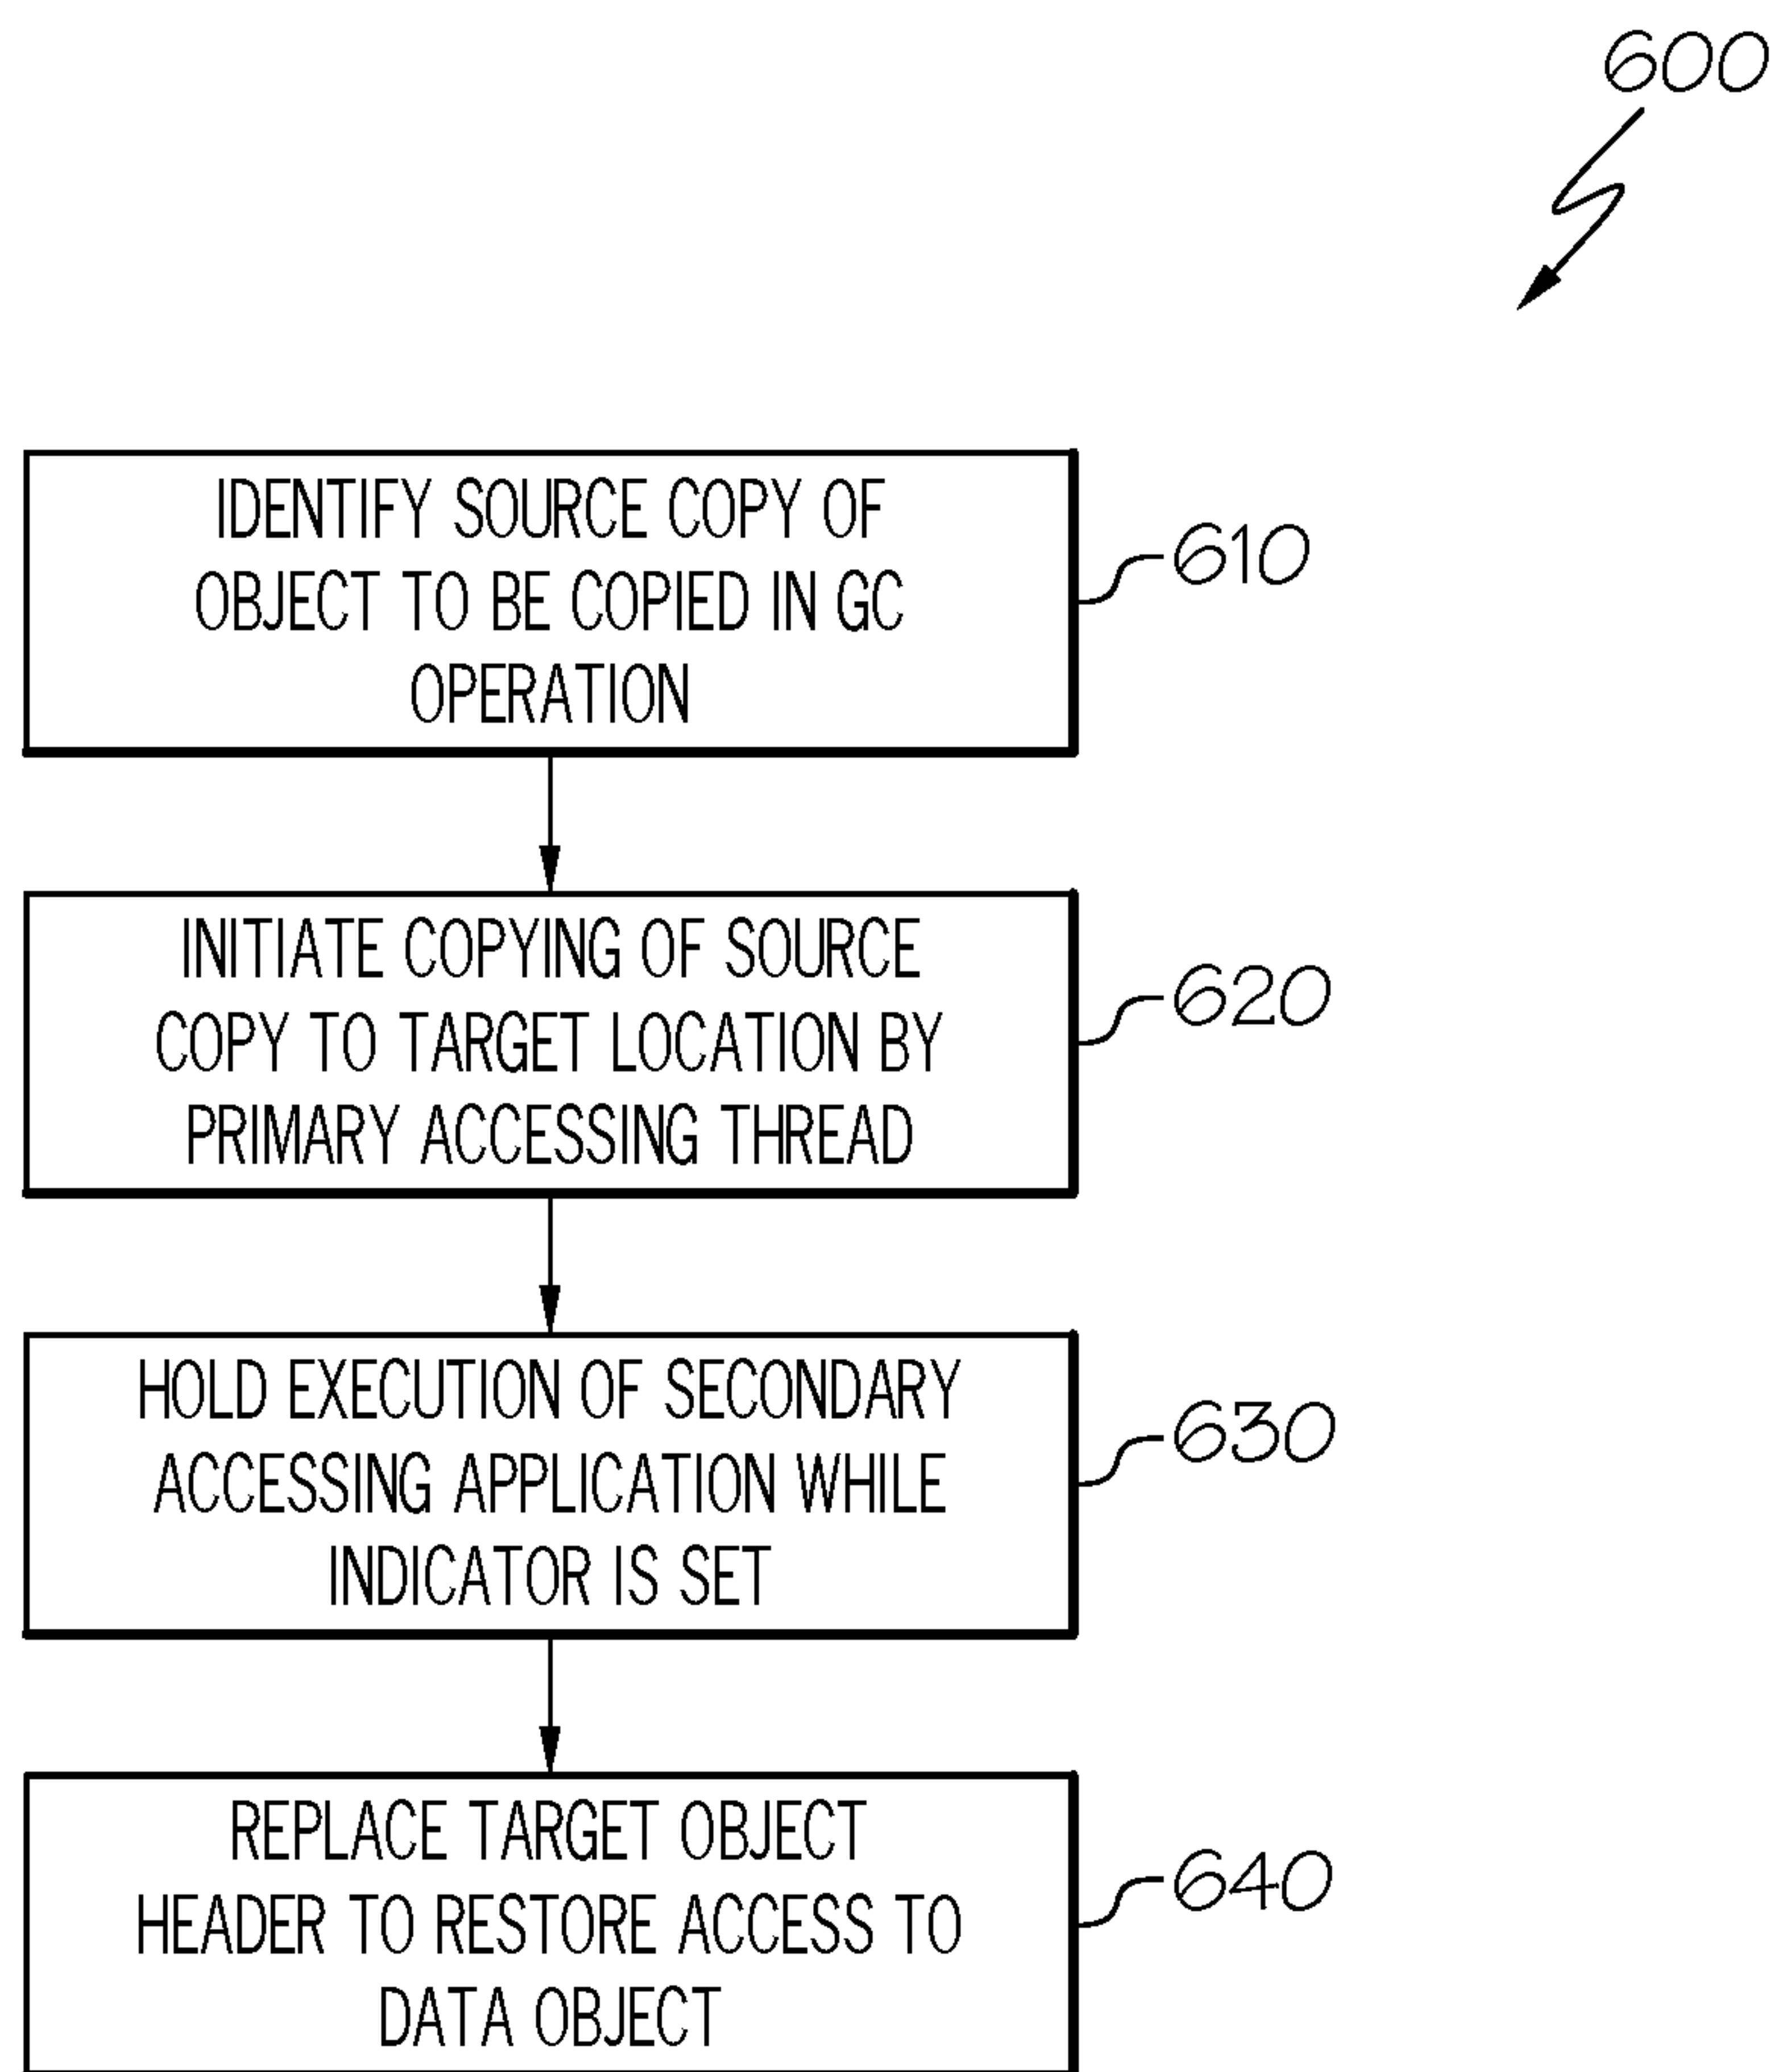 600
IDENTIFY SOURCE COPY OF
OBJECT TO BE COPIED IN GC
OPERATION
610
INITIATE COPYING OF SOURCE
COPY TO TARGET LOCATION BY
PRIMARY ACCESSING THREAD
620
HOLD EXECUTION OF SECONDARY
ACCESSING APPLICATION WHILE
INDICATOR IS SET
630
REPLACE TARGET OBJECT
HEADER TO RESTORE ACCESS TO
DATA OBJECT
640